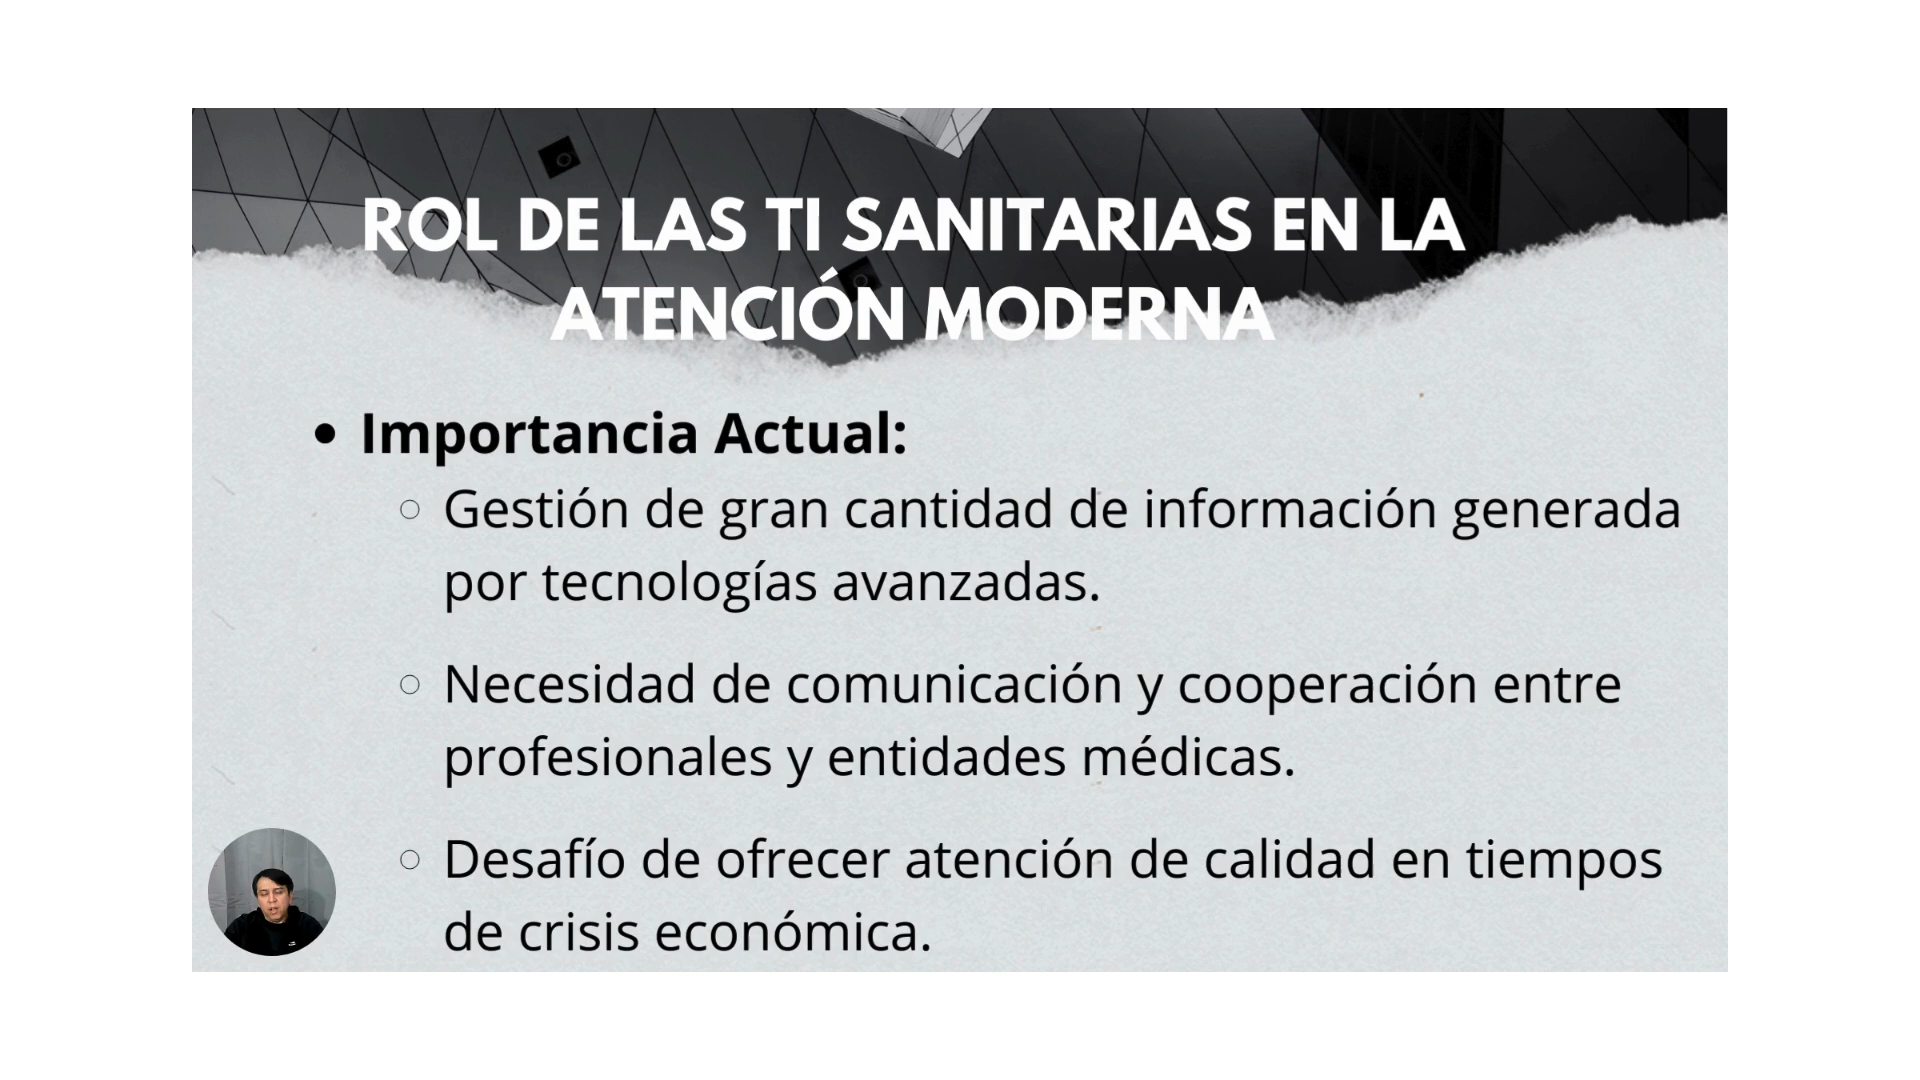 ROL DE LAS TI SANITARIAS EN LA
ATENCIÓN MODERNA
• Importancia Actual:
○ Gestión de gran cantidad de información generada
por tecnologías avanzadas.
○ Necesidad de comunicación y cooperación entre
profesionales y entidades médicas.
○ Desafío de ofrecer atención de calidad en tiempos
de crisis económica.